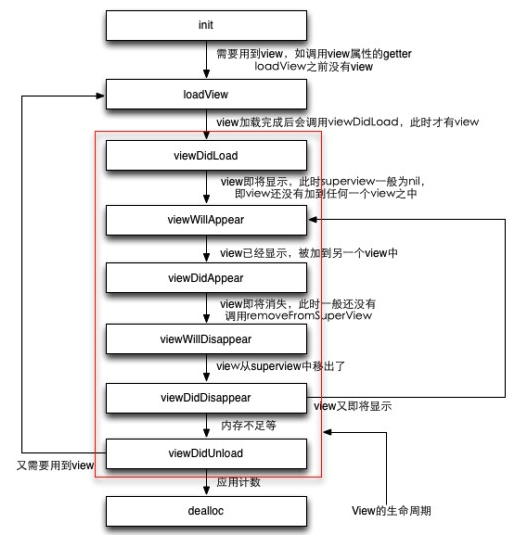 init
需要用到view，如调用view属性的getter
loadView之前没有view
loadView
view加载完成后会调用viewDidLoad，此时才有view
viewDidLoad
view即将显示，此时superview一般为nil，
即view还没有加到任何一个view之中
viewWillAppear
view已经显示，被加到另一个view中
viewDidAppear
view即将消失，此时一般还没有
调用removeFromSuperView
viewWillDisappear
view从superview中移出了
viewDidDisappear
view又即将显示
内存不足等
viewDidUnload
又需要用到view
应用计数
dealloc
View的生命周期